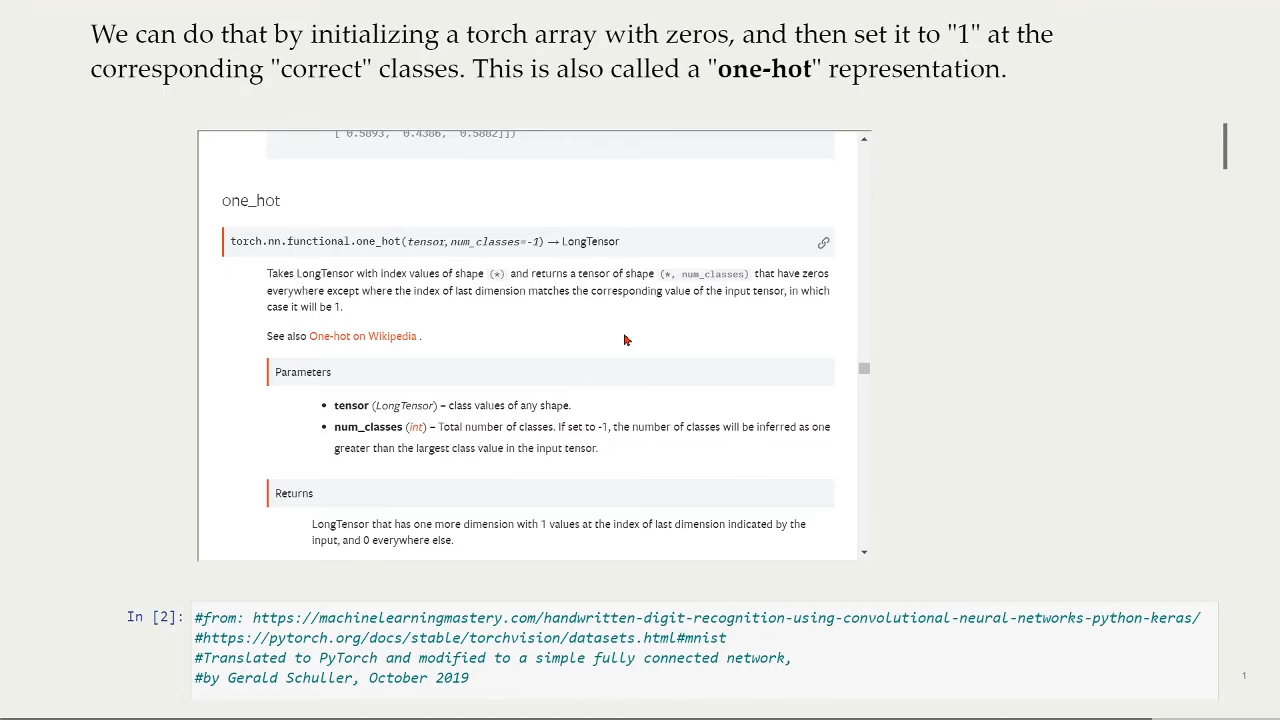 We can do that by initializing a torch array with zeros, and then set it to "1" at the
corresponding "correct" classes. This is also called a "one-hot" representation.
[ 0.5893, 0.4386, 0.5882]])
one_hot
torch.nn.functional.one_hot(tensor, num_classes=-1) → LongTensor
Takes LongTensor with index values of shape (*) and returns a tensor of shape (*, num_classes) that have zeros
everywhere except where the index of last dimension matches the corresponding value of the input tensor, in which
case it will be 1.
See also One-hot on Wikipedia .
Parameters
• tensor (LongTensor) – class values of any shape.
• num_classes (int) – Total number of classes. If set to -1, the number of classes will be inferred as one
greater than the largest class value in the input tensor.
Returns
LongTensor that has one more dimension with 1 values at the index of last dimension indicated by the
input, and 0 everywhere else.
In [2]: #from: https://machinelearningmastery.com/handwritten-digit-recognition-using-convolutional-neural-networks-python-keras/
#https://pytorch.org/docs/stable/torchvision/datasets.html#mnist
#Translated to PyTorch and modified to a simple fully connected network,
#by Gerald Schuller, October 2019
1